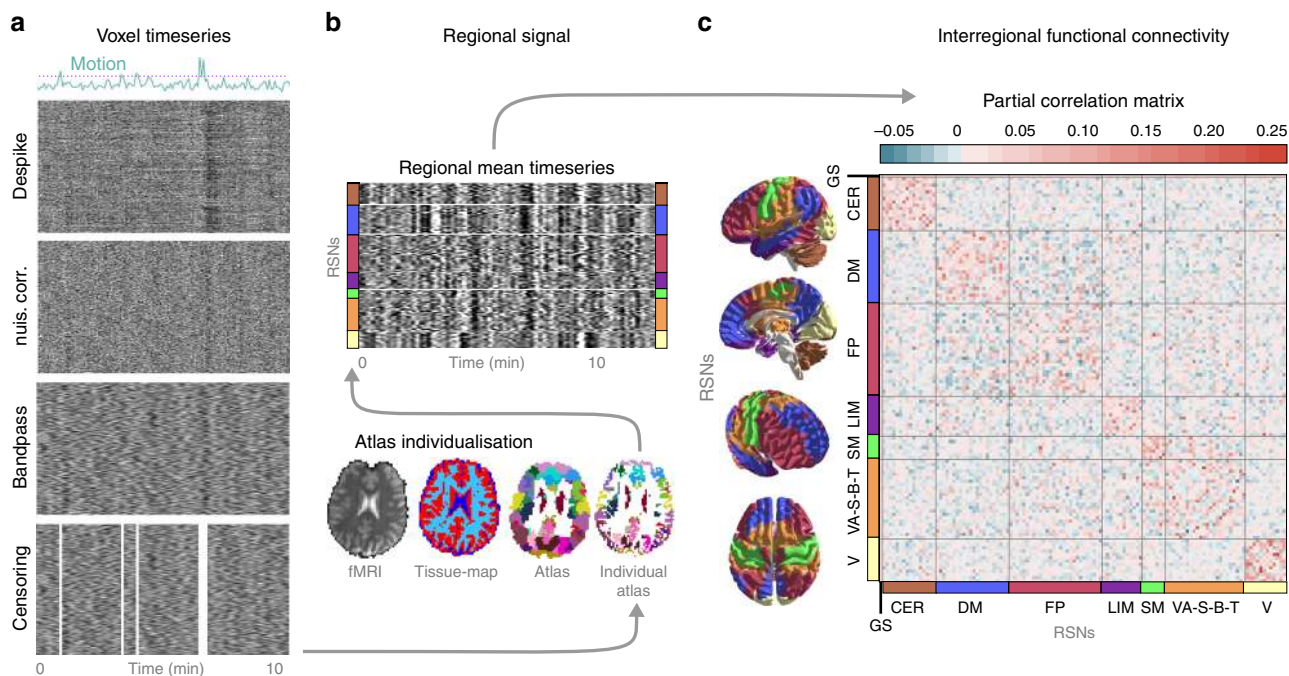 a
Voxel timeseries
Motion
Despike
nuis. corr.
Bandpass
Censoring
0
Time (min)
10
b
Regional signal
Regional mean timeseries
RSNs
0
Time (min)
10
Atlas individualisation
fMRI
Tissue-map
Atlas
Individual
atlas
c
Interregional functional connectivity
Partial correlation matrix
–0.05
0
0.05
0.10
0.15
0.20
0.25
GS
CER
DM
FP
LIM
SM
VA-S-B-T
V
RSNs
CER
DM
FP
LIM
SM
VA-S-B-T
V
GS
RSNs